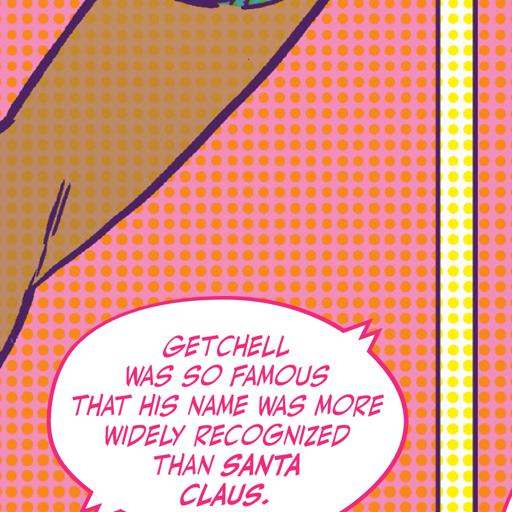 GETCHELL
WAS SO FAMOUS
THAT HIS NAME WAS MORE
WIDELY RECOGNIZED
THAN SANTA
CLAUS.